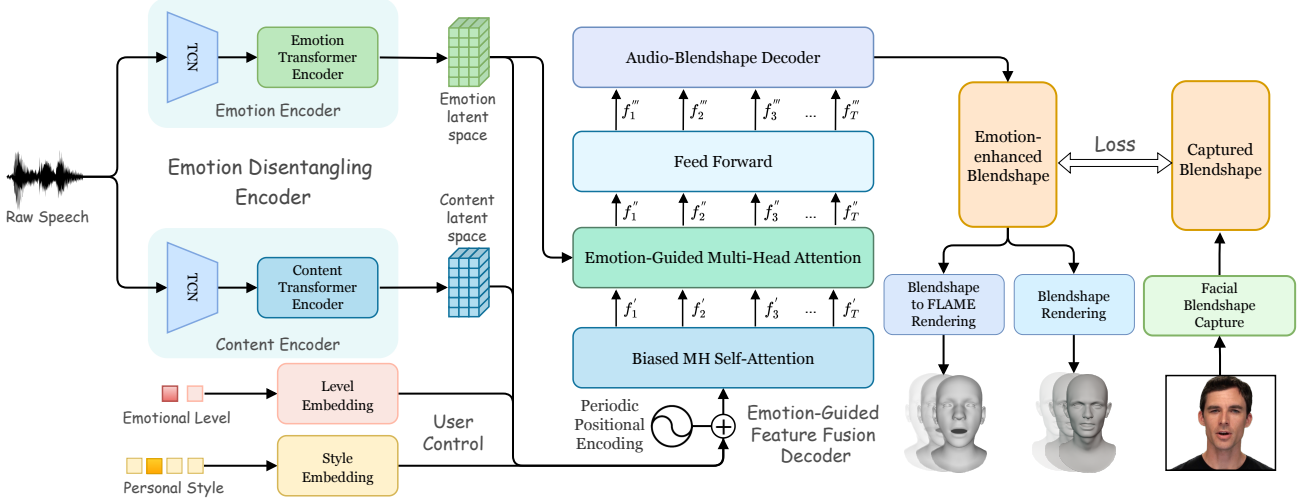 Raw Speech
TCN
Emotion
Transformer
Encoder
Emotion Encoder
Emotion
latent
space
Emotion Disentangling
Encoder
TCN
Content
Transformer
Encoder
Content Encoder
Content
latent
space
Emotional Level
Level
Embedding
Personal Style
Style
Embedding
User
Control
Audio-Blendshape Decoder
f₁''' f₂''' f₃''' ... f_T'''
Feed Forward
f₁'' f₂'' f₃'' ... f_T''
Emotion-Guided Multi-Head Attention
f₁' f₂' f₃' ... f_T'
Biased MH Self-Attention
Periodic
Positional
Encoding
Emotion-Guided
Feature Fusion
Decoder
Emotion-
enhanced
Blendshape
Loss
Captured
Blendshape
Blendshape
to FLAME
Rendering
Blendshape
Rendering
Facial
Blendshape
Capture